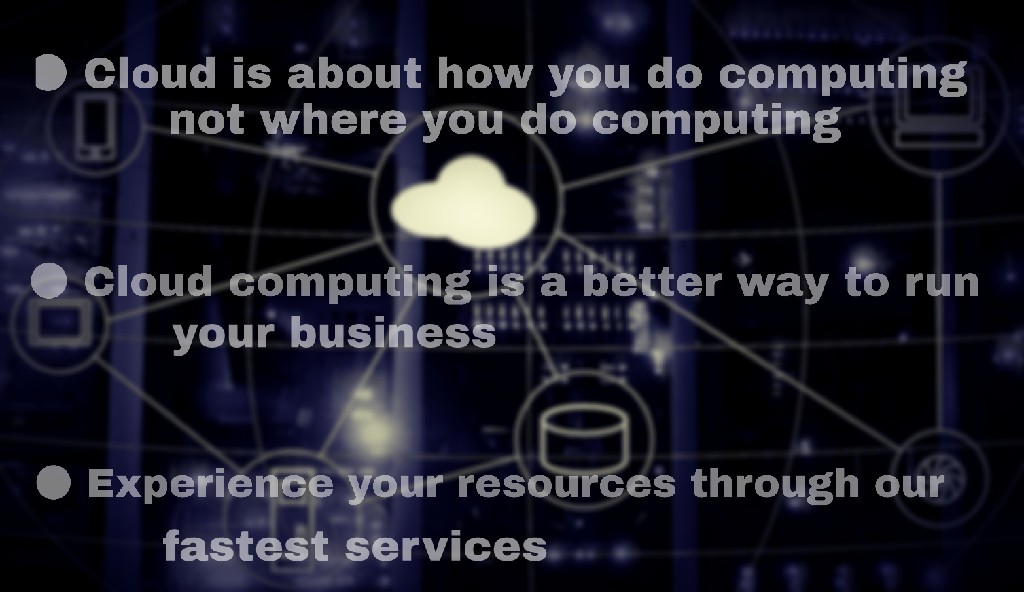 ● Cloud is about how you do computing
not where you do computing
● Cloud computing is a better way to run
your business
● Experience your resources through our
fastest services